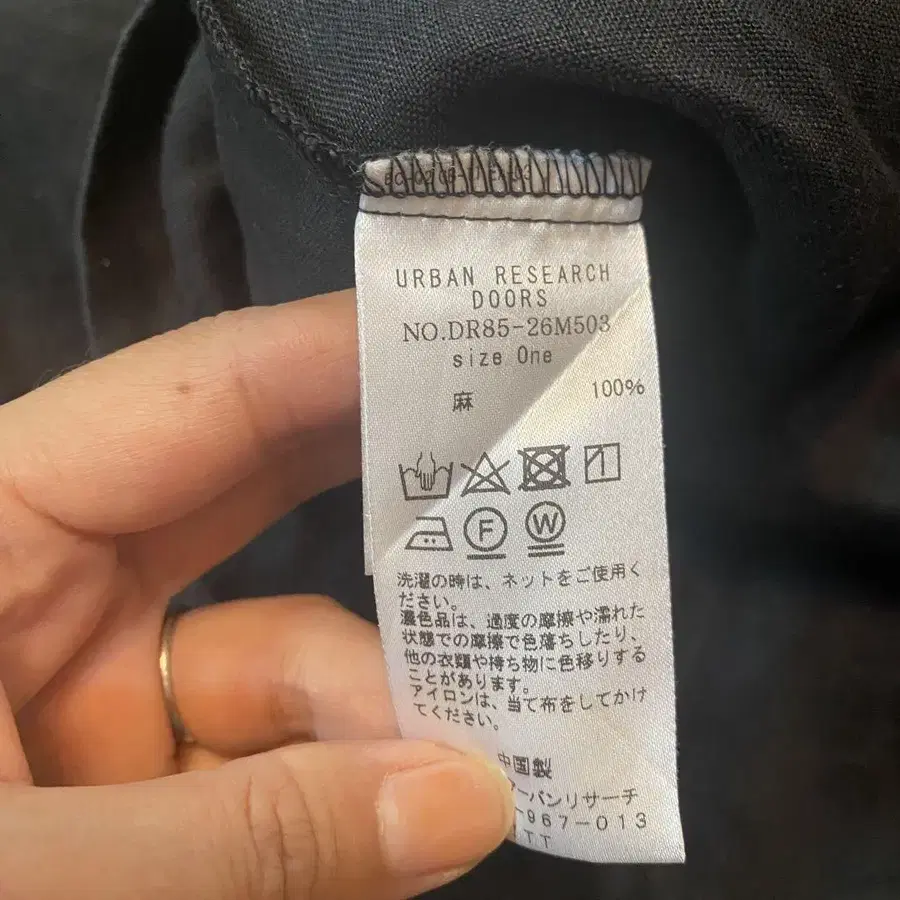 URBAN RESEARCH
DOORS
NO.DR85-26M503
size One
麻 100%
F W
洗濯の時は、ネットをご使用く
ださい。
濃色品は、過度の摩擦や濡れた
状態での摩擦で色落ちしたり、
他の衣類や持ち物に色移りする
ことがあります。
アイロンは、当て布をしてかけ
てください。
中国製
ーバンリサーチ
-967-013
TT